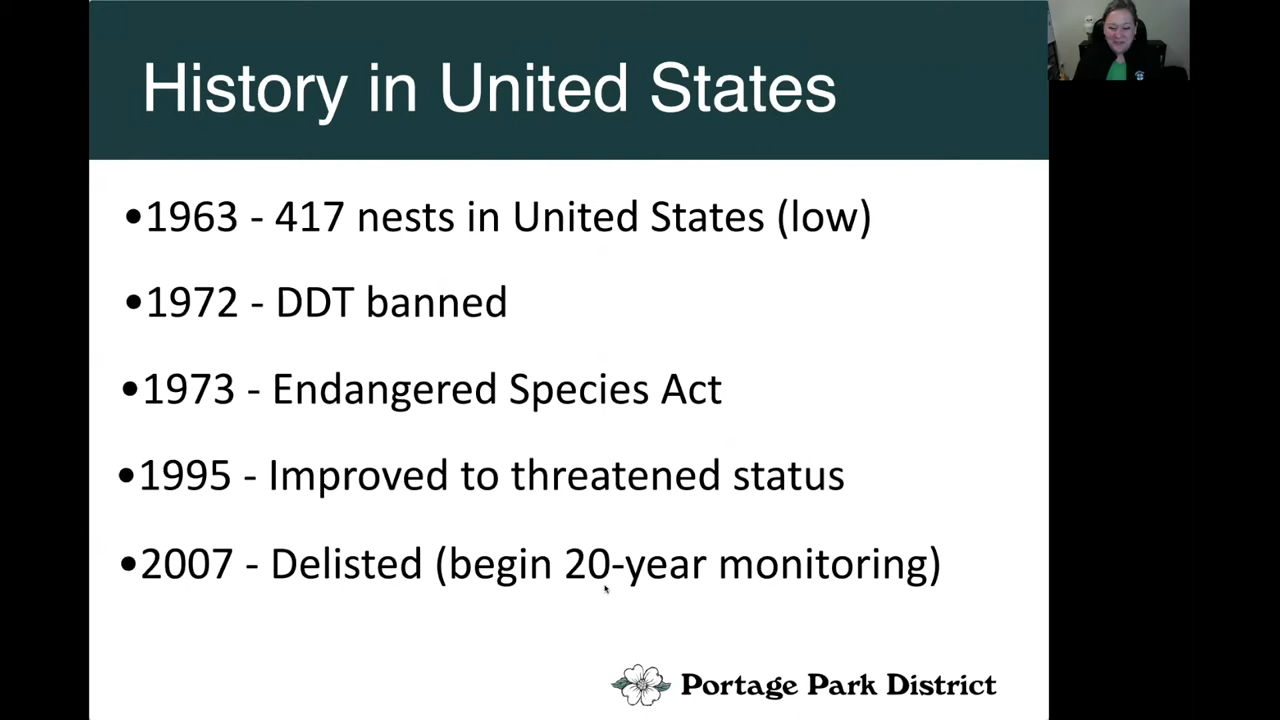 History in United States
•1963 - 417 nests in United States (low)
•1972 - DDT banned
•1973 - Endangered Species Act
•1995 - Improved to threatened status
•2007 - Delisted (begin 20-year monitoring)
Portage Park District